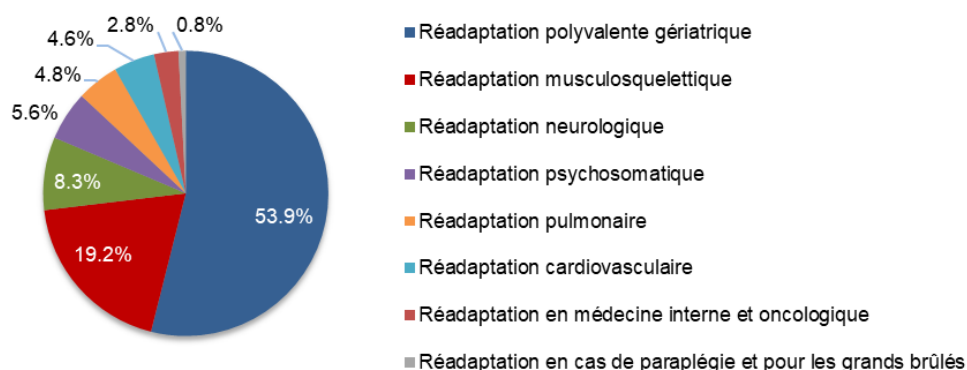 2.8%
0.8%
4.6%
4.8%
5.6%
8.3%
19.2%
53.9%
Réadaptation polyvalente gériatrique
Réadaptation musculosquelettique
Réadaptation neurologique
Réadaptation psychosomatique
Réadaptation pulmonaire
Réadaptation cardiovasculaire
Réadaptation en médecine interne et oncologique
Réadaptation en cas de paraplégie et pour les grands brûlés